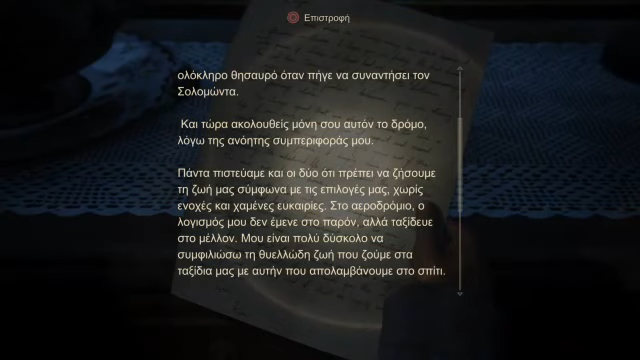 Επιστροφή
ολόκληρο θησαυρό όταν πήγε να συναντήσει τον
Σολομώντα.
Και τώρα ακολουθείς μόνη σου αυτόν το δρόμο,
λόγω της ανόητης συμπεριφοράς μου.
Πάντα πιστεύαμε και οι δύο ότι πρέπει να ζήσουμε
τη ζωή μας σύμφωνα με τις επιλογές μας, χωρίς
ενοχές και χαμένες ευκαιρίες. Στο αεροδρόμιο, ο
λογισμός μου δεν έμενε στο παρόν, αλλά ταξίδευε
στο μέλλον. Μου είναι πολύ δύσκολο να
συμφιλιώσω τη θυελλώδη ζωή που ζούμε στα
ταξίδια μας με αυτήν που απολαμβάνουμε στο σπίτι.